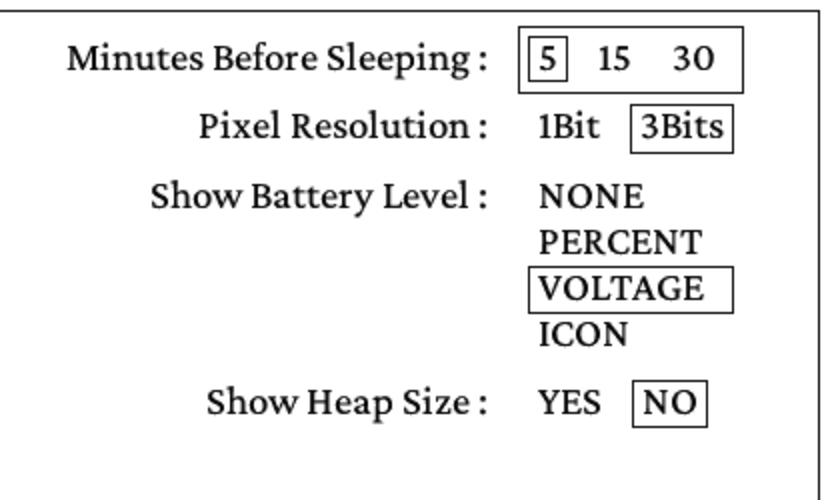 Minutes Before Sleeping : 5 15 30
Pixel Resolution : 1Bit 3Bits
Show Battery Level : NONE
PERCENT
VOLTAGE
ICON
Show Heap Size : YES NO